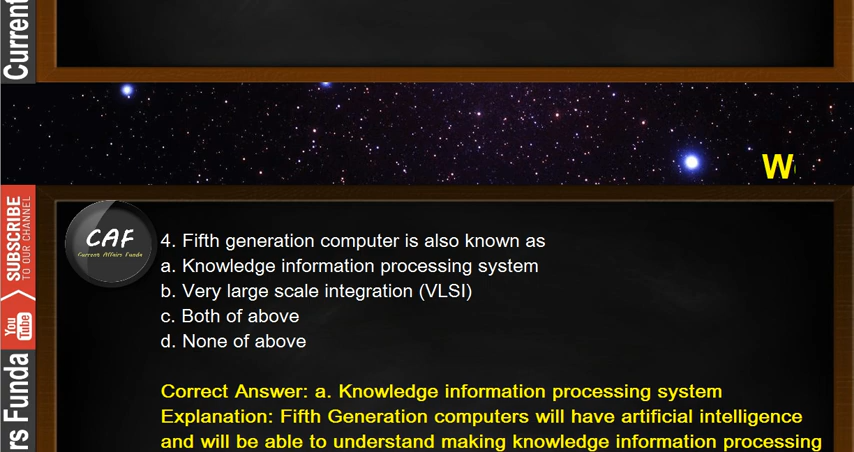 Current
W
SUBSCRIBE
TO OUR CHANNEL
You
Tube
rs Funda
CAF
Current Affairs Funda
4. Fifth generation computer is also known as
a. Knowledge information processing system
b. Very large scale integration (VLSI)
c. Both of above
d. None of above
Correct Answer: a. Knowledge information processing system
Explanation: Fifth Generation computers will have artificial intelligence
and will be able to understand making knowledge information processing